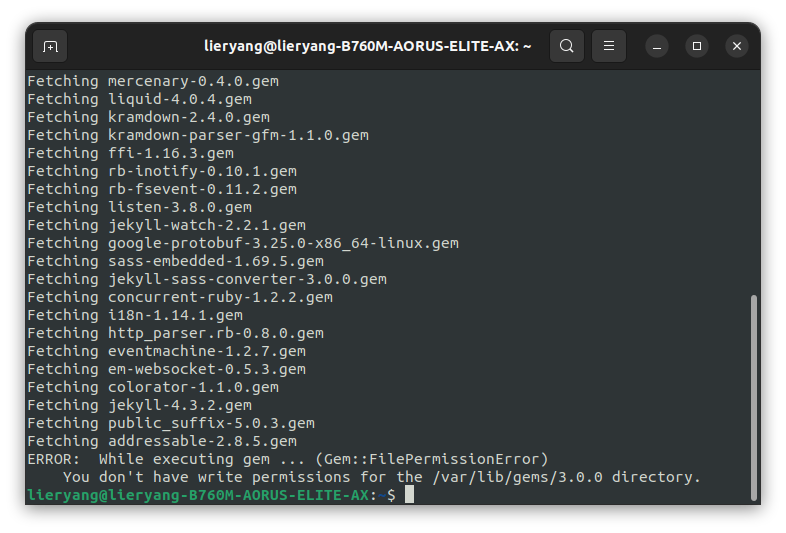 lieryang@lieryang-B760M-AORUS-ELITE-AX: ~
Fetching mercenary-0.4.0.gem
Fetching liquid-4.0.4.gem
Fetching kramdown-2.4.0.gem
Fetching kramdown-parser-gfm-1.1.0.gem
Fetching ffi-1.16.3.gem
Fetching rb-inotify-0.10.1.gem
Fetching rb-fsevent-0.11.2.gem
Fetching listen-3.8.0.gem
Fetching jekyll-watch-2.2.1.gem
Fetching google-protobuf-3.25.0-x86_64-linux.gem
Fetching sass-embedded-1.69.5.gem
Fetching jekyll-sass-converter-3.0.0.gem
Fetching concurrent-ruby-1.2.2.gem
Fetching i18n-1.14.1.gem
Fetching http_parser.rb-0.8.0.gem
Fetching eventmachine-1.2.7.gem
Fetching em-websocket-0.5.3.gem
Fetching colorator-1.1.0.gem
Fetching jekyll-4.3.2.gem
Fetching public_suffix-5.0.3.gem
Fetching addressable-2.8.5.gem
ERROR:  While executing gem ... (Gem::FilePermissionError)
    You don't have write permissions for the /var/lib/gems/3.0.0 directory.
lieryang@lieryang-B760M-AORUS-ELITE-AX:~$